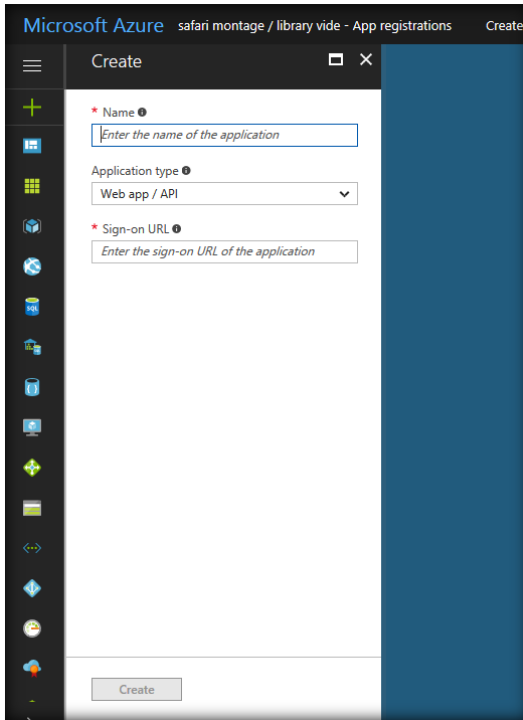 Microsoft Azure safari montage / library vide - App registrations Create
Create
* Name
Enter the name of the application
Application type
Web app / API
* Sign-on URL
Enter the sign-on URL of the application
SQL
Create